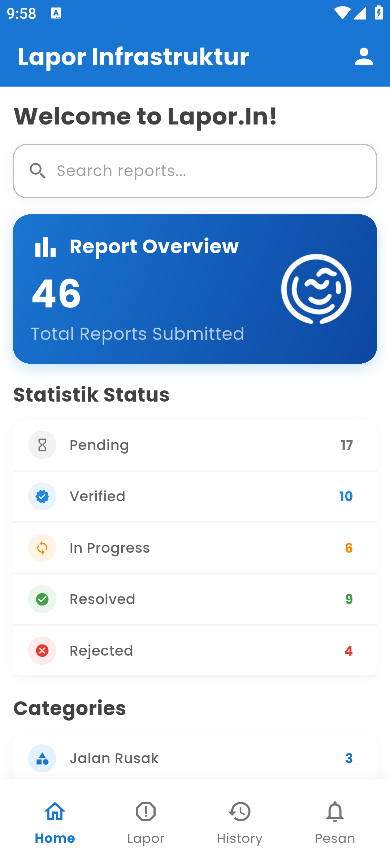 9:58
Lapor Infrastruktur
Welcome to Lapor.In!
Search reports...
Report Overview
46
Total Reports Submitted
Statistik Status
Pending 17
Verified 10
In Progress 6
Resolved 9
Rejected 4
Categories
Jalan Rusak 3
Home Lapor History Pesan